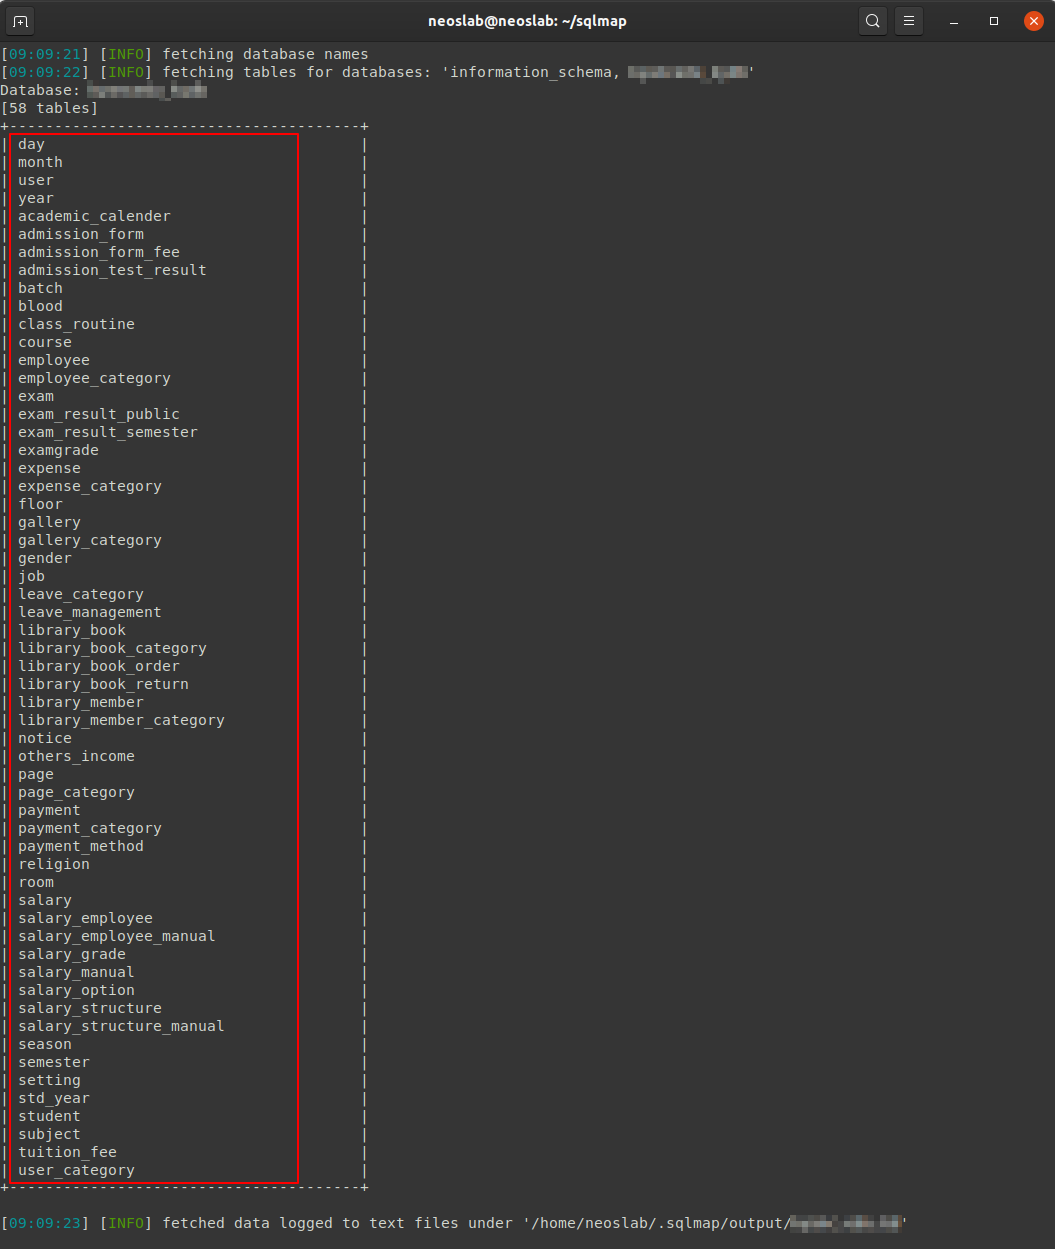 neoslab@neoslab: ~/sqlmap
[09:09:21] [INFO] fetching database names
[09:09:22] [INFO] fetching tables for databases: 'information_schema, '
Database:
[58 tables]
+---------------------------------------+
| day |
| month |
| user |
| year |
| academic_calender |
| admission_form |
| admission_form_fee |
| admission_test_result |
| batch |
| blood |
| class_routine |
| course |
| employee |
| employee_category |
| exam |
| exam_result_public |
| exam_result_semester |
| examgrade |
| expense |
| expense_category |
| floor |
| gallery |
| gallery_category |
| gender |
| job |
| leave_category |
| leave_management |
| library_book |
| library_book_category |
| library_book_order |
| library_book_return |
| library_member |
| library_member_category |
| notice |
| others_income |
| page |
| page_category |
| payment |
| payment_category |
| payment_method |
| religion |
| room |
| salary |
| salary_employee |
| salary_employee_manual |
| salary_grade |
| salary_manual |
| salary_option |
| salary_structure |
| salary_structure_manual |
| season |
| semester |
| setting |
| std_year |
| student |
| subject |
| tuition_fee |
| user_category |
+---------------------------------------+
[09:09:23] [INFO] fetched data logged to text files under '/home/neoslab/.sqlmap/output/'